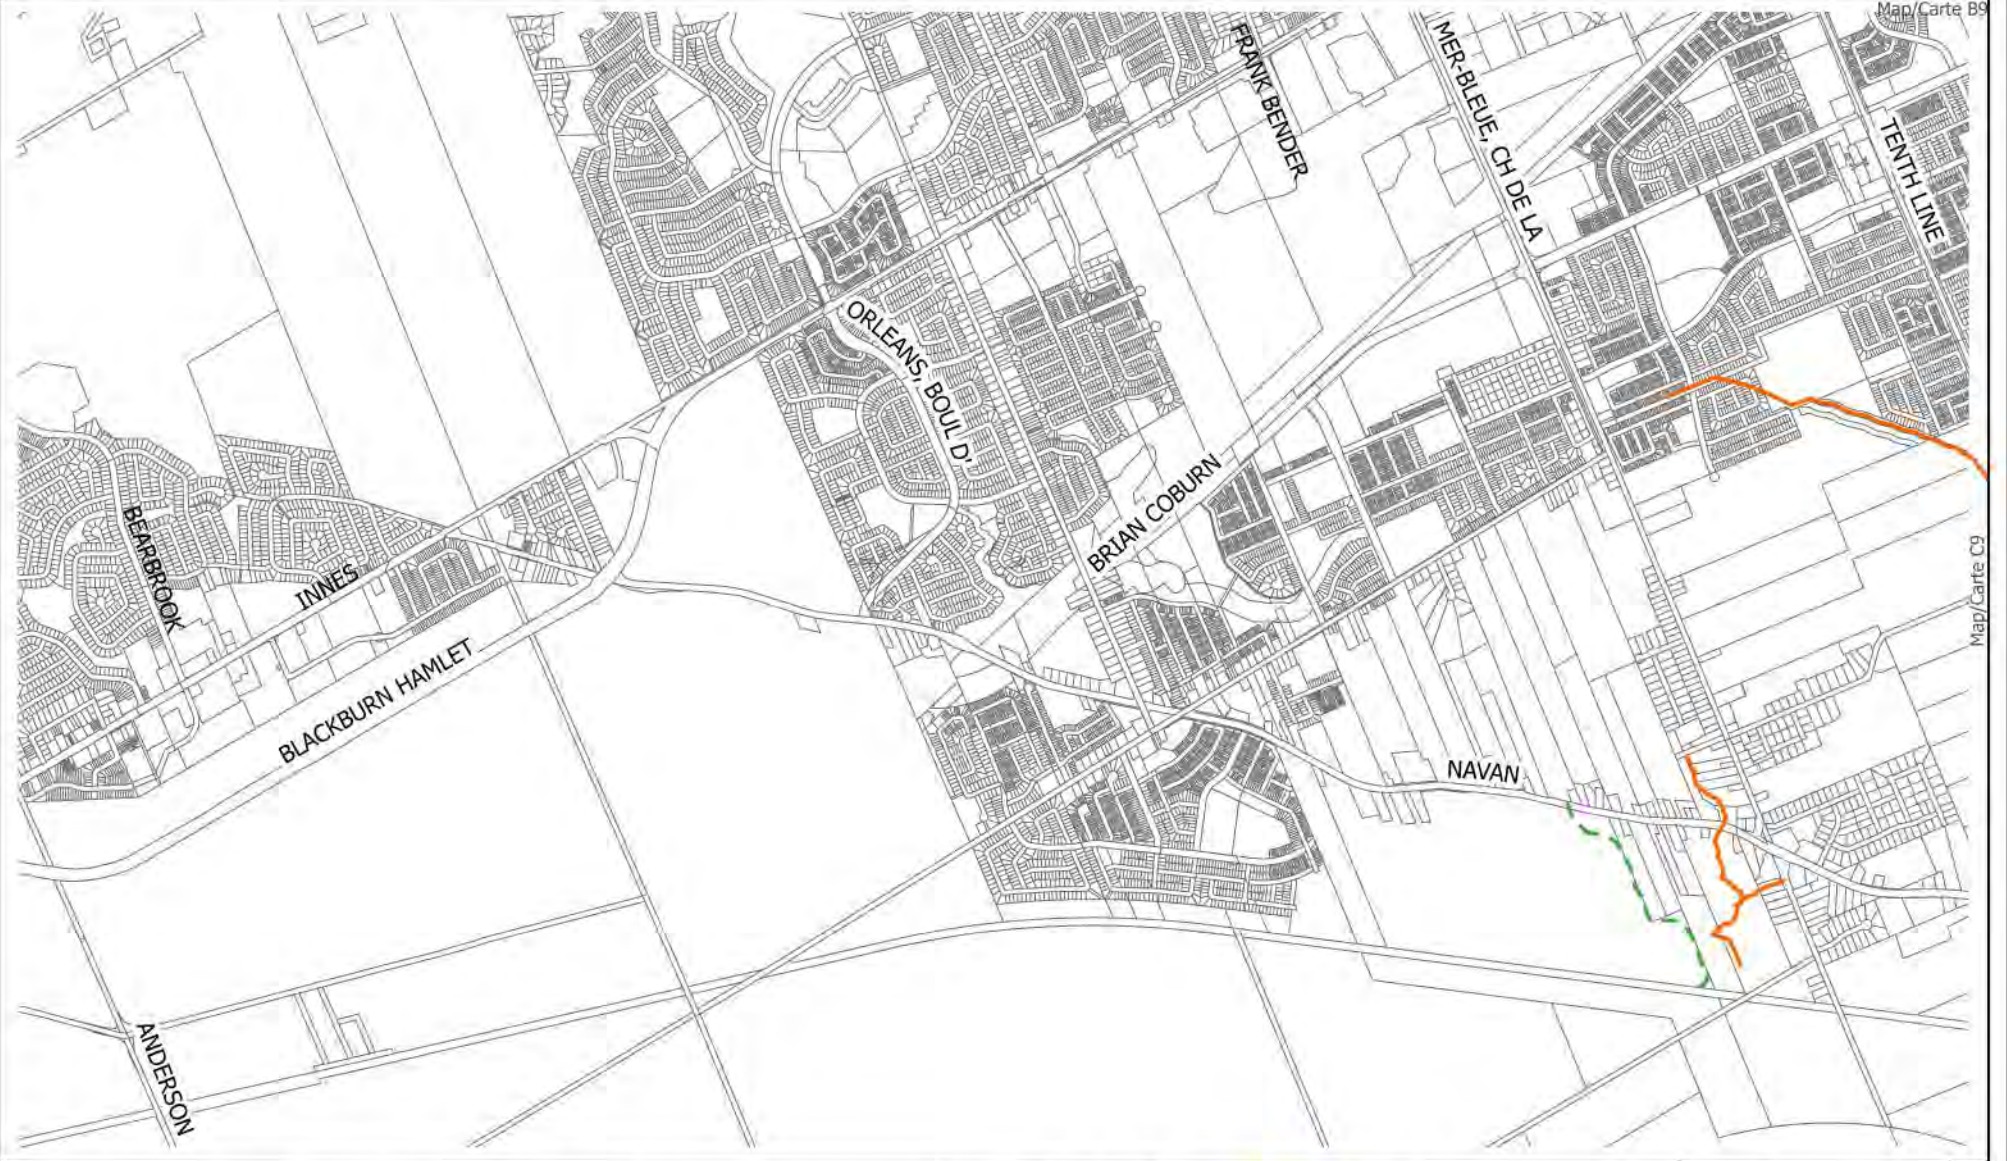 Map/Carte B9
FRANK BENDER
MER-BLEUE, CH DE LA
TENTH LINE
ORLEANS, BOUL D'
BRIAN COBURN
BEARBROOK
INNES
Map/Carte C9
BLACKBURN HAMLET
NAVAN
ANDERSON